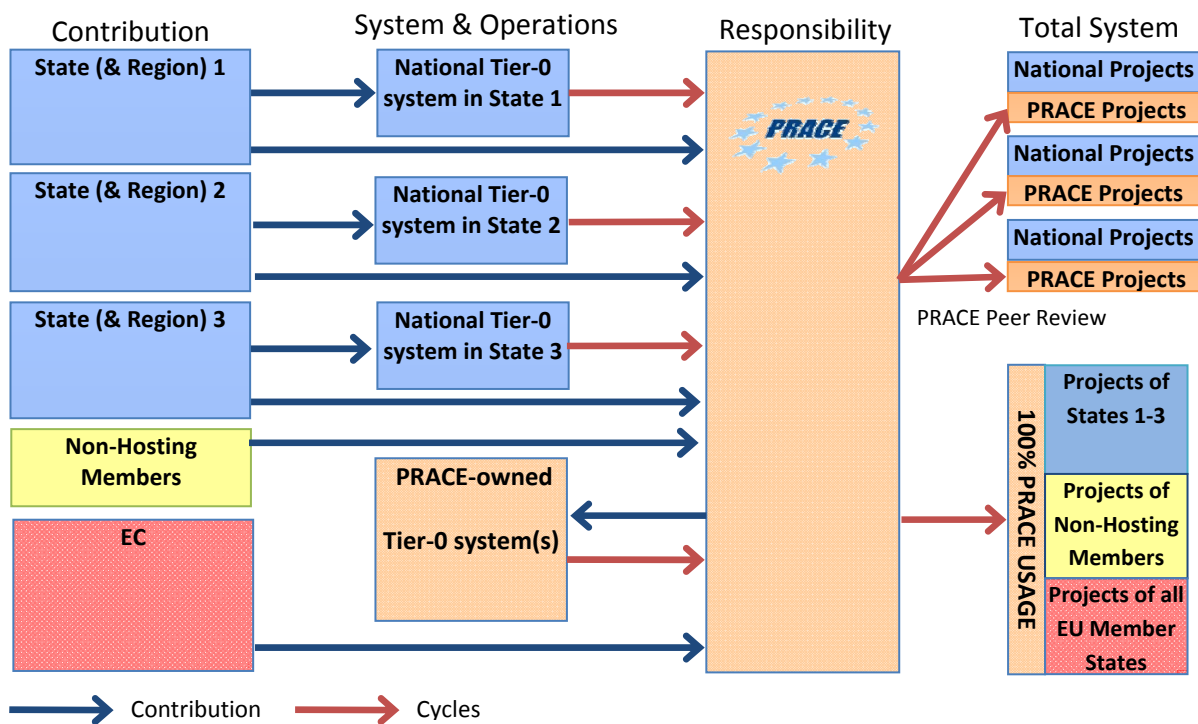 Contribution
System & Operations
Responsibility
Total System
State (& Region) 1
National Tier-0
system in State 1
PRACE
National Projects
PRACE Projects
National Projects
PRACE Projects
National Projects
PRACE Projects
State (& Region) 2
National Tier-0
system in State 2
State (& Region) 3
National Tier-0
system in State 3
PRACE Peer Review
Non-Hosting
Members
PRACE-owned
Tier-0 system(s)
EC
100% PRACE USAGE
Projects of
States 1-3
Projects of
Non-Hosting
Members
Projects of all
EU Member
States
Contribution
Cycles